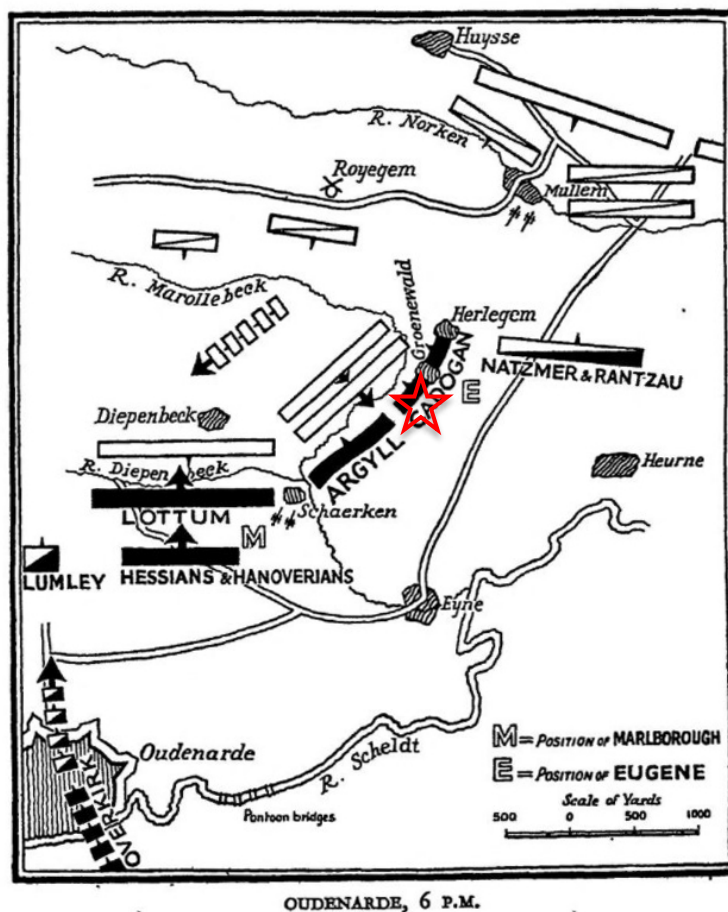 Huysse
R. Norken
Royegem
Mullem
R. Marollebeck
Groenewald
Herlegem
CADOGAN
NATZMER & RANTZAU
E
Diepenbeck
ARGYLL
Heurne
R. Diepenbeck
LOTTUM
Schaerken
M
LUMLEY
HESSIANS & HANOVERIANS
Eyne
Oudenarde
R. Scheldt
M = POSITION OF MARLBOROUGH
E = POSITION OF EUGENE
Scale of Yards
500 0 500 1000
Pontoon bridges
OVERKIRK
OUDENARDE, 6 P.M.